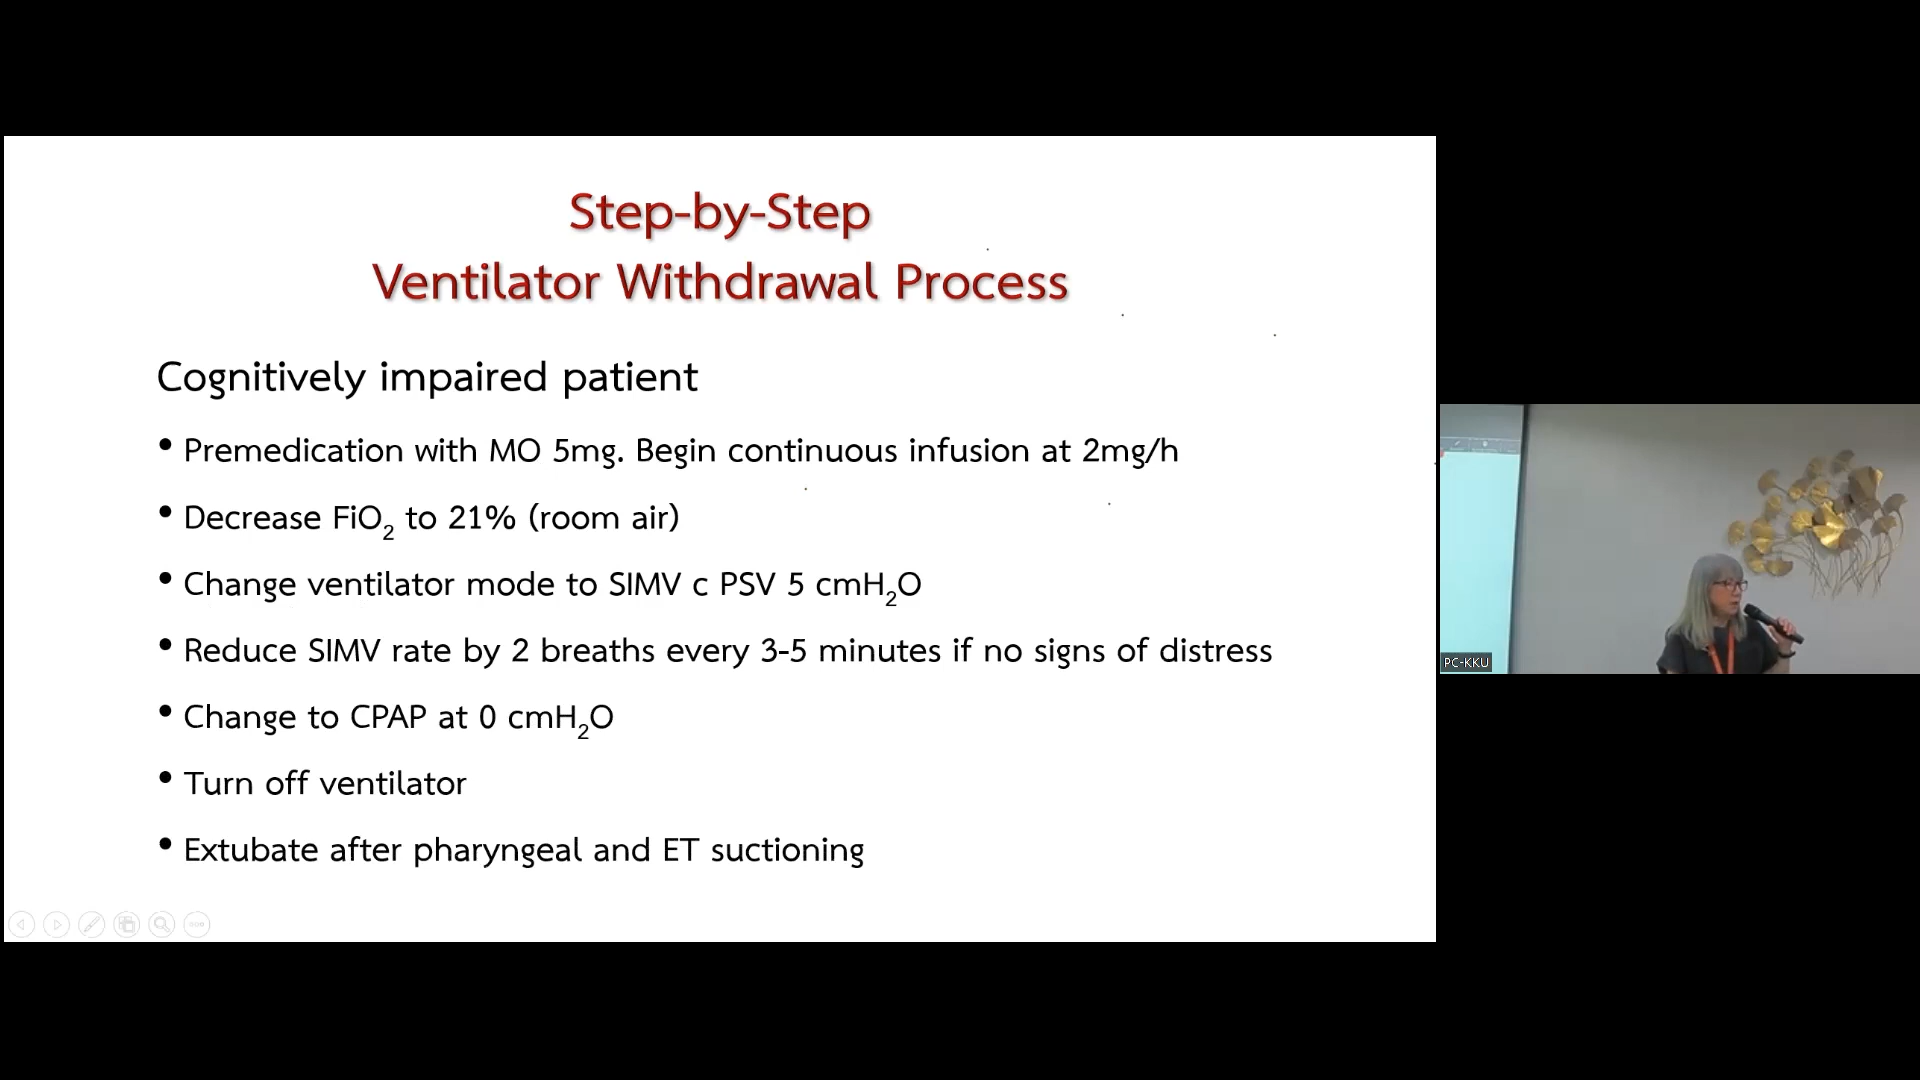 Step-by-Step
Ventilator Withdrawal Process
Cognitively impaired patient
• Premedication with MO 5mg. Begin continuous infusion at 2mg/h
• Decrease FiO₂ to 21% (room air)
• Change ventilator mode to SIMV c PSV 5 cmH₂O
• Reduce SIMV rate by 2 breaths every 3-5 minutes if no signs of distress
• Change to CPAP at 0 cmH₂O
• Turn off ventilator
• Extubate after pharyngeal and ET suctioning
PC-KKU